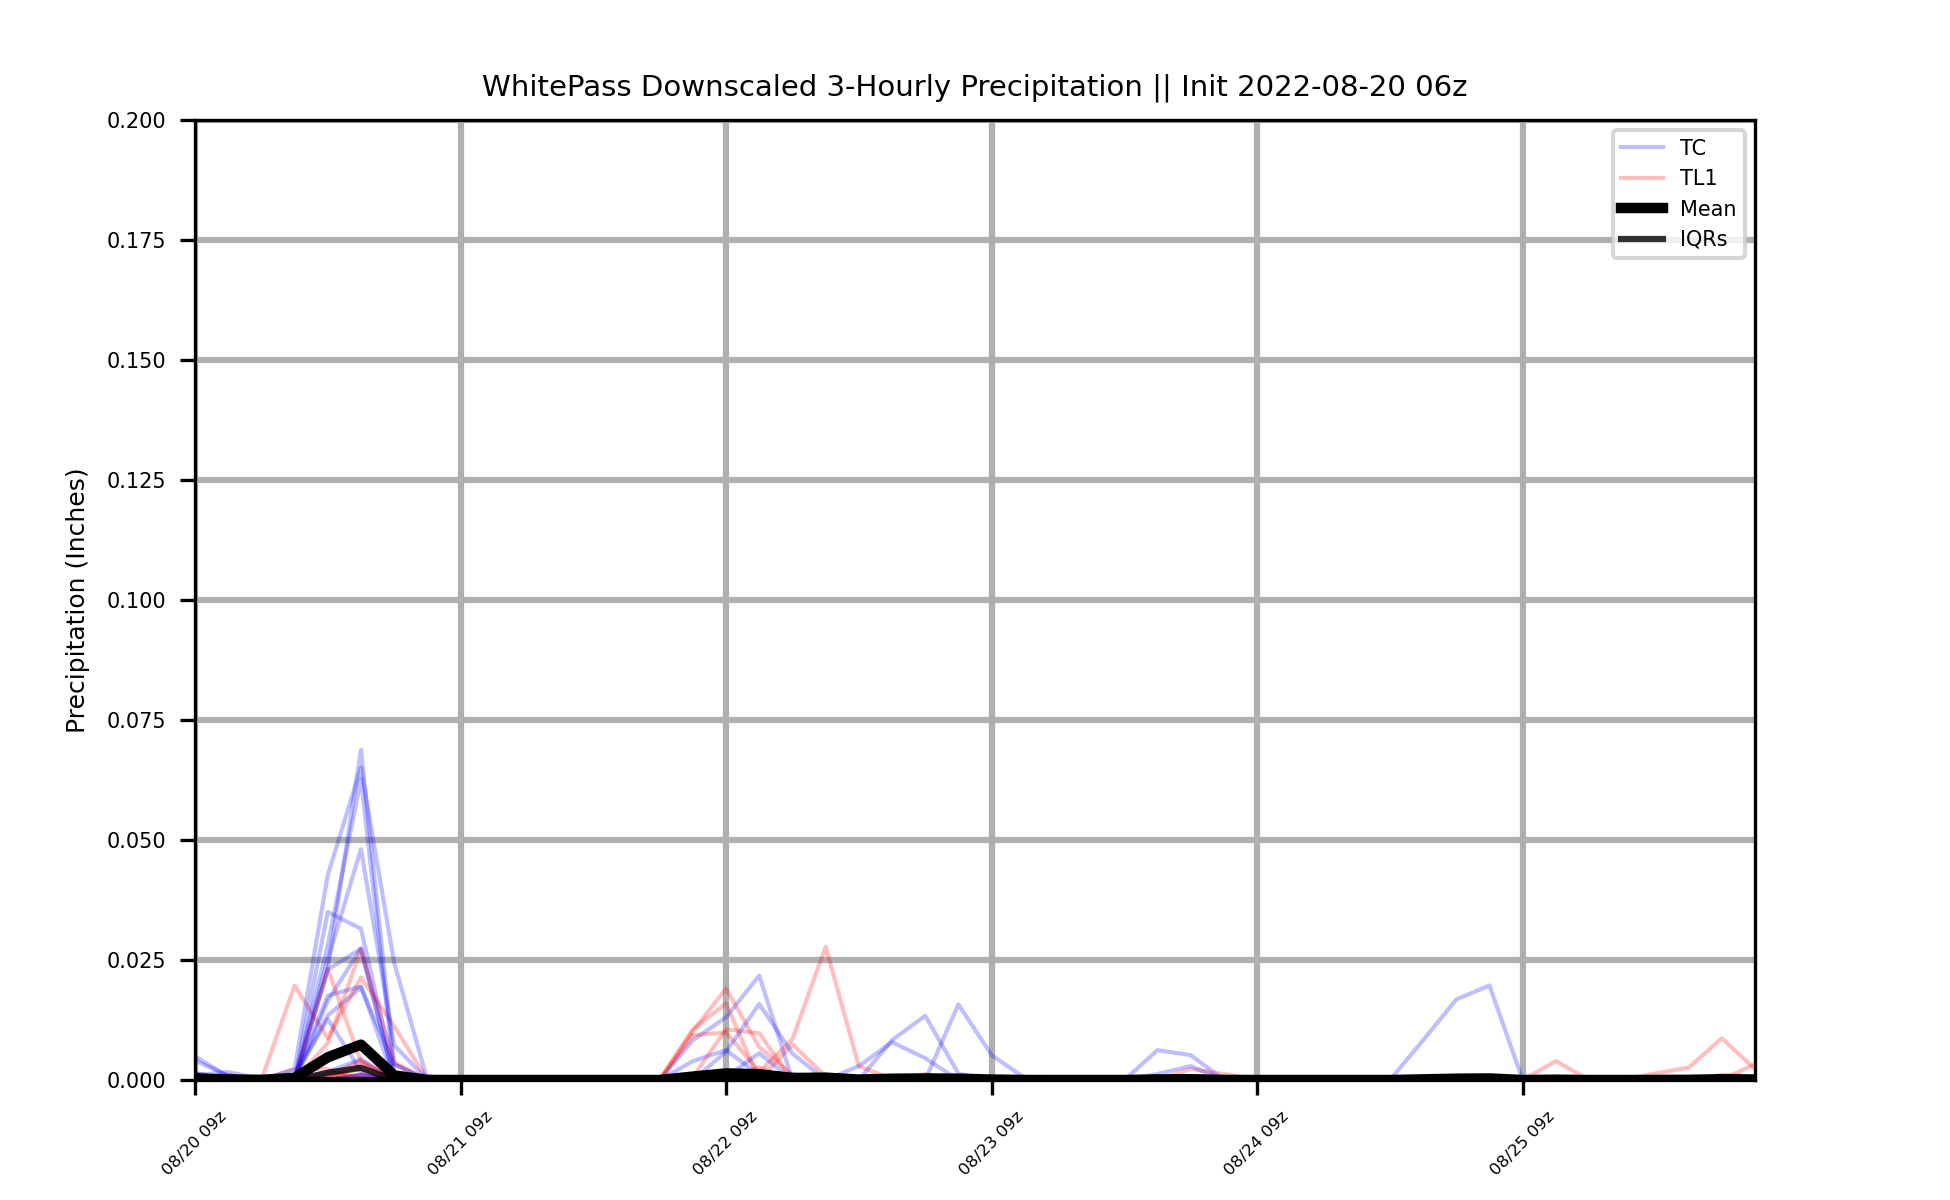 WhitePass Downscaled 3-Hourly Precipitation || Init 2022-08-20 06z
0.200
0.175
0.150
0.125
0.100
0.075
0.050
0.025
0.000
Precipitation (Inches)
TC
TL1
Mean
IQRs
08/20 09z
08/21 09z
08/22 09z
08/23 09z
08/24 09z
08/25 09z